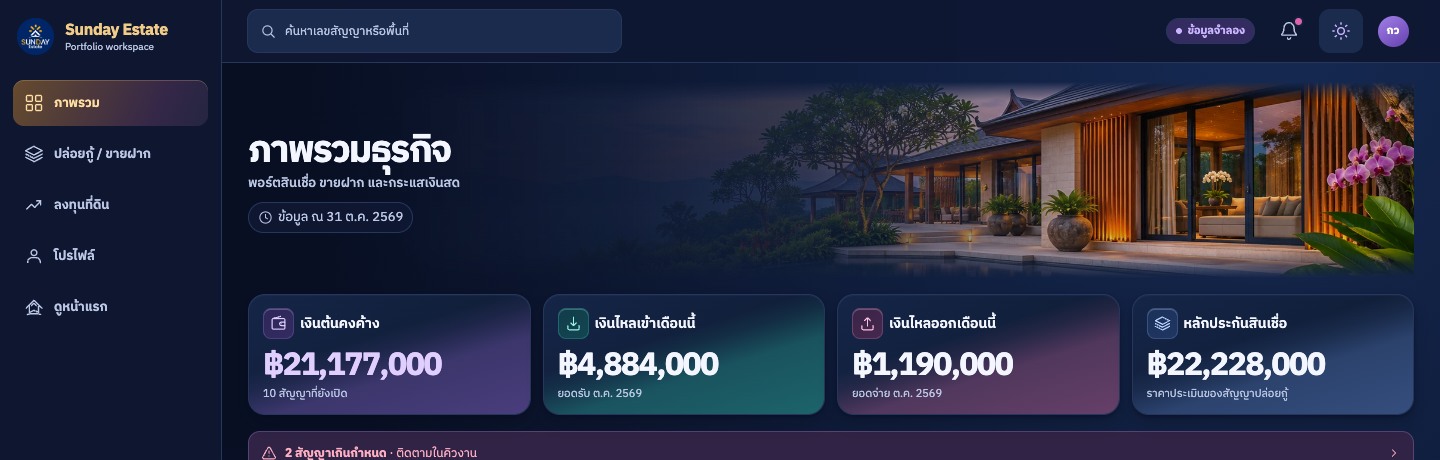 SUNDAY
Estate
Sunday Estate
Portfolio workspace
ค้นหาเลขสัญญาหรือพื้นที่
ข้อมูลจำลอง
กว
ภาพรวม
ปล่อยกู้ / ขายฝาก
ลงทุนที่ดิน
โปรไฟล์
ดูหน้าแรก
ภาพรวมธุรกิจ
พอร์ตสินเชื่อ ขายฝาก และกระแสเงินสด
ข้อมูล ณ 31 ต.ค. 2569
เงินต้นคงค้าง
฿21,177,000
10 สัญญาที่ยังเปิด
เงินไหลเข้าเดือนนี้
฿4,884,000
ยอดรับ ต.ค. 2569
เงินไหลออกเดือนนี้
฿1,190,000
ยอดจ่าย ต.ค. 2569
หลักประกันสินเชื่อ
฿22,228,000
ราคาประเมินของสัญญาปล่อยกู้
2 สัญญาเกินกำหนด · ติดตามในคิวงาน